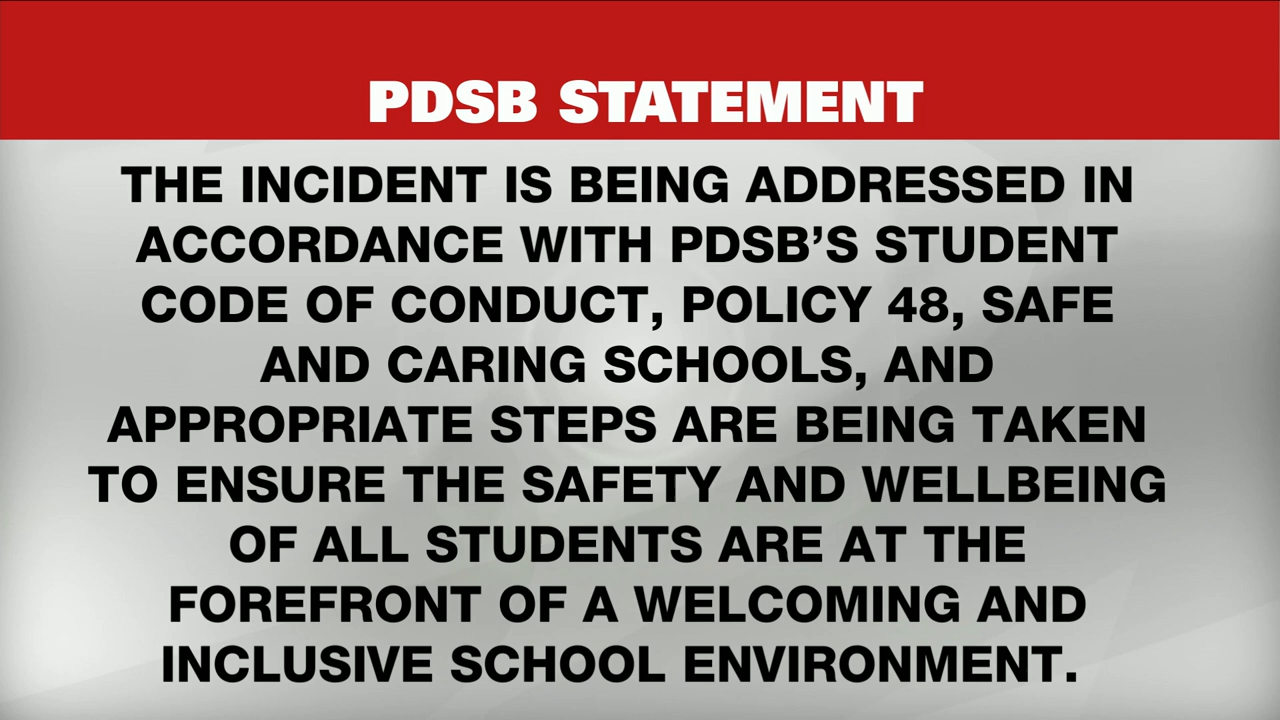 PDSB STATEMENT
THE INCIDENT IS BEING ADDRESSED IN
ACCORDANCE WITH PDSB’S STUDENT
CODE OF CONDUCT, POLICY 48, SAFE
AND CARING SCHOOLS, AND
APPROPRIATE STEPS ARE BEING TAKEN
TO ENSURE THE SAFETY AND WELLBEING
OF ALL STUDENTS ARE AT THE
FOREFRONT OF A WELCOMING AND
INCLUSIVE SCHOOL ENVIRONMENT.